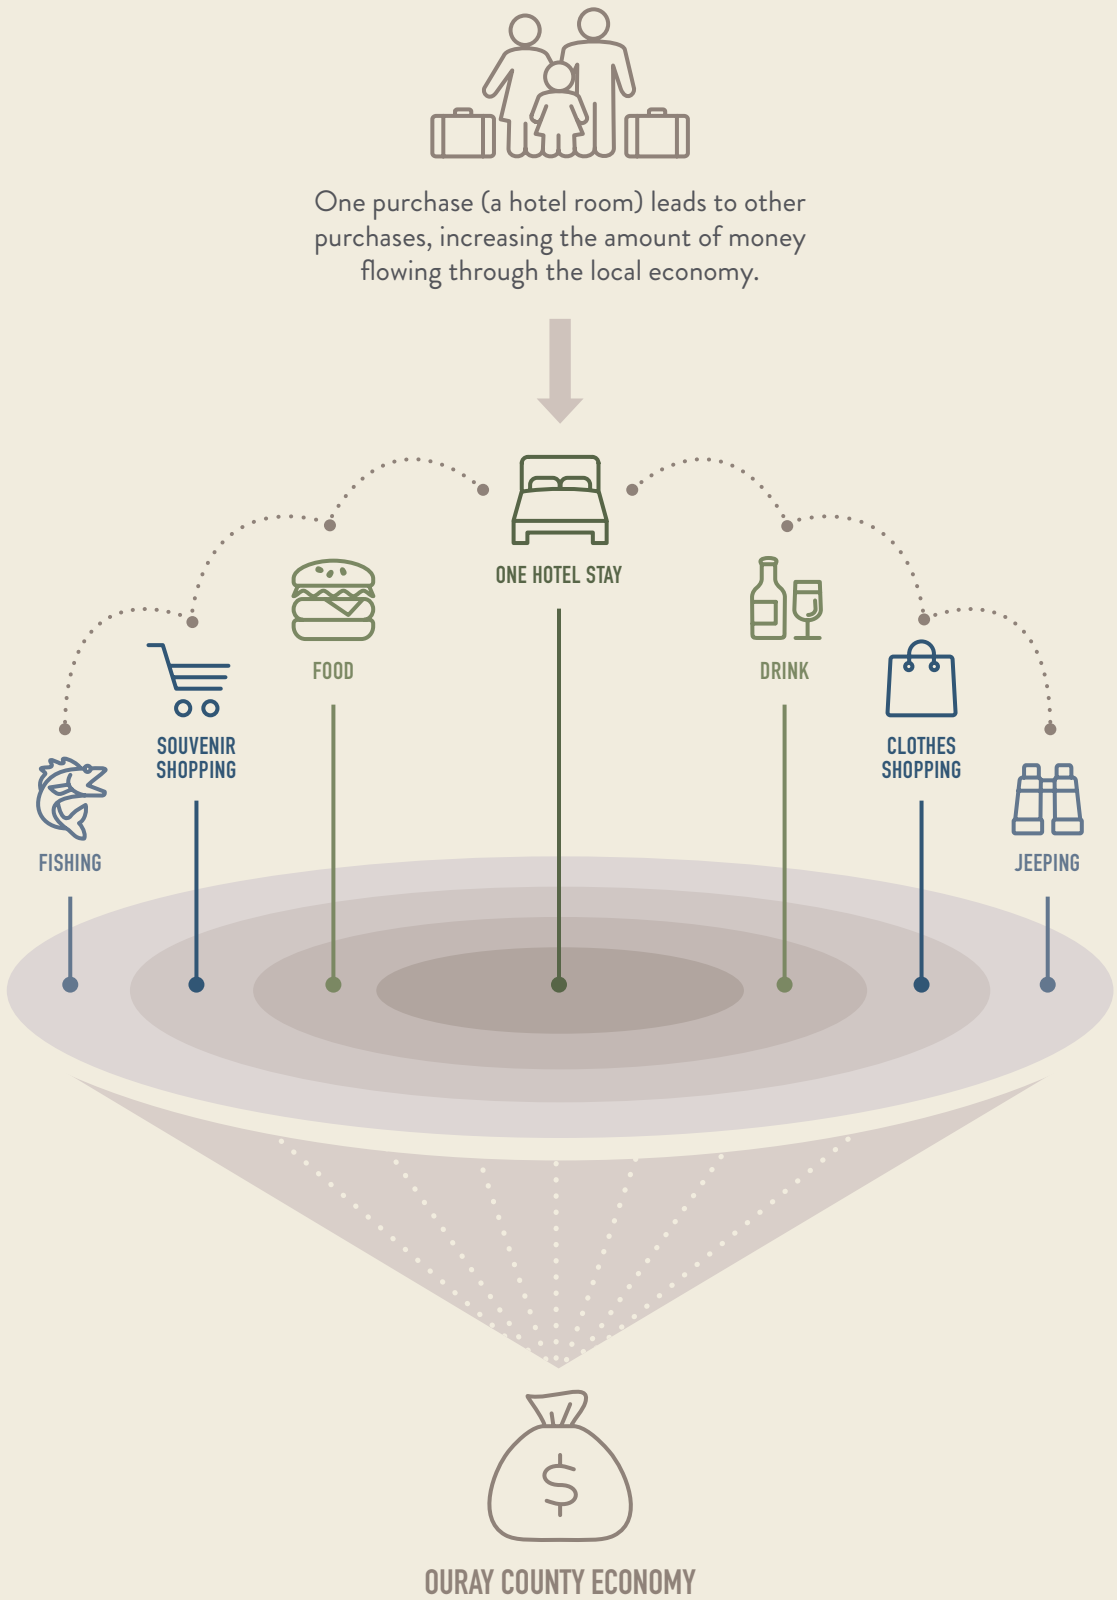 One purchase (a hotel room) leads to other
purchases, increasing the amount of money
flowing through the local economy.
ONE HOTEL STAY
FOOD
DRINK
SOUVENIR
SHOPPING
CLOTHES
SHOPPING
FISHING
JEEPING
$
OURAY COUNTY ECONOMY